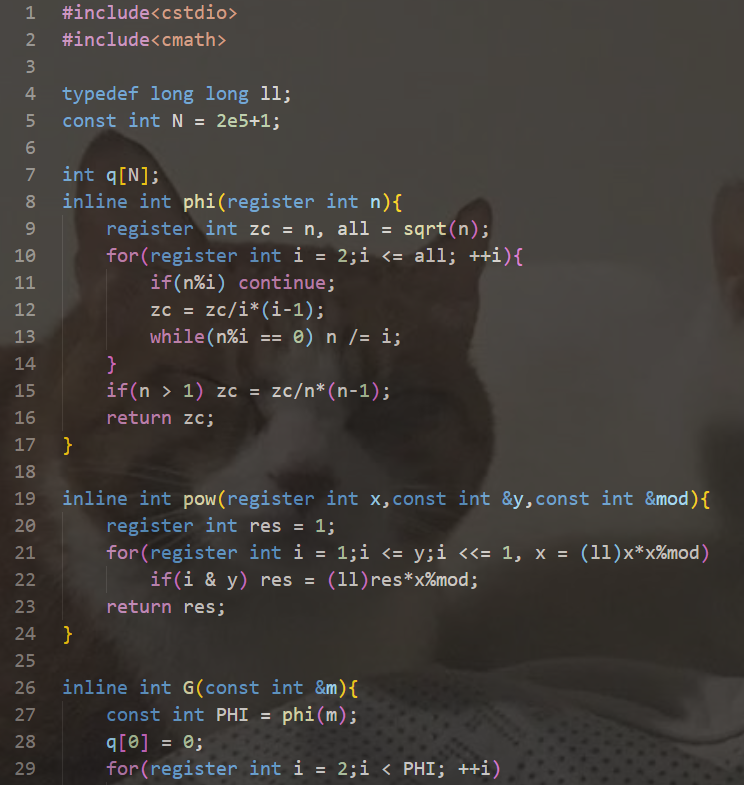 1 #include<cstdio>
2 #include<cmath>
3
4 typedef long long ll;
5 const int N = 2e5+1;
6
7 int q[N];
8 inline int phi(register int n){
9     register int zc = n, all = sqrt(n);
10     for(register int i = 2;i <= all; ++i){
11         if(n%i) continue;
12         zc = zc/i*(i-1);
13         while(n%i == 0) n /= i;
14     }
15     if(n > 1) zc = zc/n*(n-1);
16     return zc;
17 }
18
19 inline int pow(register int x,const int &y,const int &mod){
20     register int res = 1;
21     for(register int i = 1;i <= y;i <<= 1, x = (ll)x*x%mod)
22         if(i & y) res = (ll)res*x%mod;
23     return res;
24 }
25
26 inline int G(const int &m){
27     const int PHI = phi(m);
28     q[0] = 0;
29     for(register int i = 2;i < PHI; ++i)